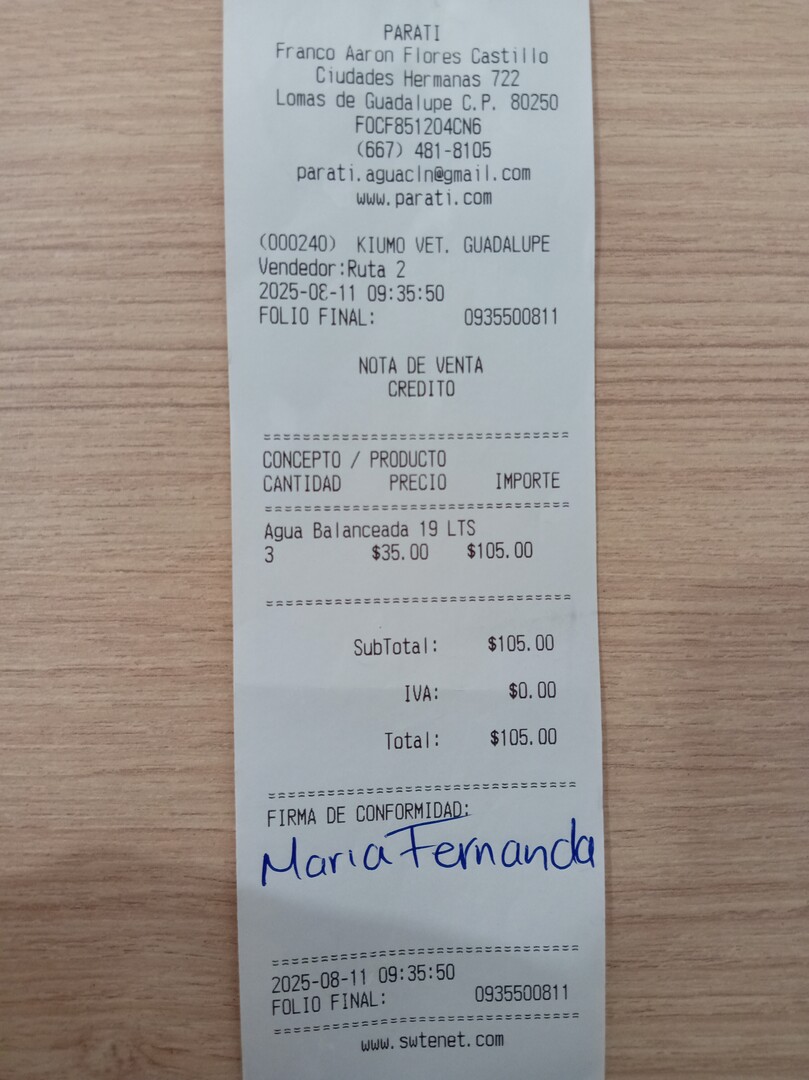 PARATI
Franco Aaron Flores Castillo
Ciudades Hermanas 722
Lomas de Guadalupe C.P. 80250
FOCF851204CN6
(667) 481-8105
parati.aguacln@gmail.com
www.parati.com
(000240) KIUMO VET. GUADALUPE
Vendedor:Ruta 2
2025-08-11 09:35:50
FOLIO FINAL: 0935500811
NOTA DE VENTA
CREDITO
================================
CONCEPTO / PRODUCTO
CANTIDAD PRECIO IMPORTE
================================
Agua Balanceada 19 LTS
3 $35.00 $105.00
================================
SubTotal: $105.00
IVA: $0.00
Total: $105.00
================================
FIRMA DE CONFORMIDAD:
Maria Fernanda
================================
2025-08-11 09:35:50
FOLIO FINAL: 0935500811
================================
www.swtenet.com